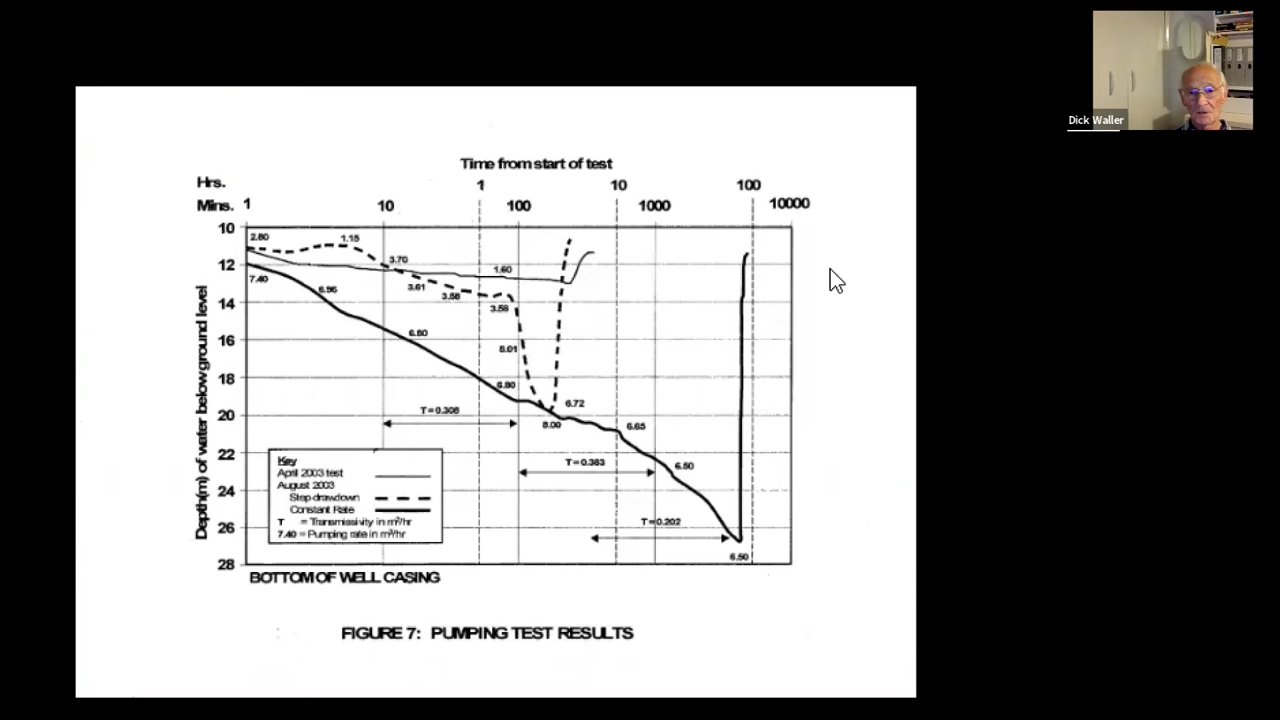 Dick Waller
Time from start of test
Hrs. 1 10 100
Mins. 1 10 100 1000 10000
10
2.80 1.15
12 3.70 1.60
7.40 3.61
6.96 3.58
14 3.58
16 6.80
8.01
18 6.80
T = 0.306 6.72
20 8.00 6.65
22 T = 0.383 6.50
24
T = 0.202
26
6.50
28
Depth(m) of water below ground level
Key
April 2003 test
August 2003
Step-drawdown
Constant Rate
T = Transmissivity in m²/hr
7.40 = Pumping rate in m³/hr
BOTTOM OF WELL CASING
FIGURE 7: PUMPING TEST RESULTS